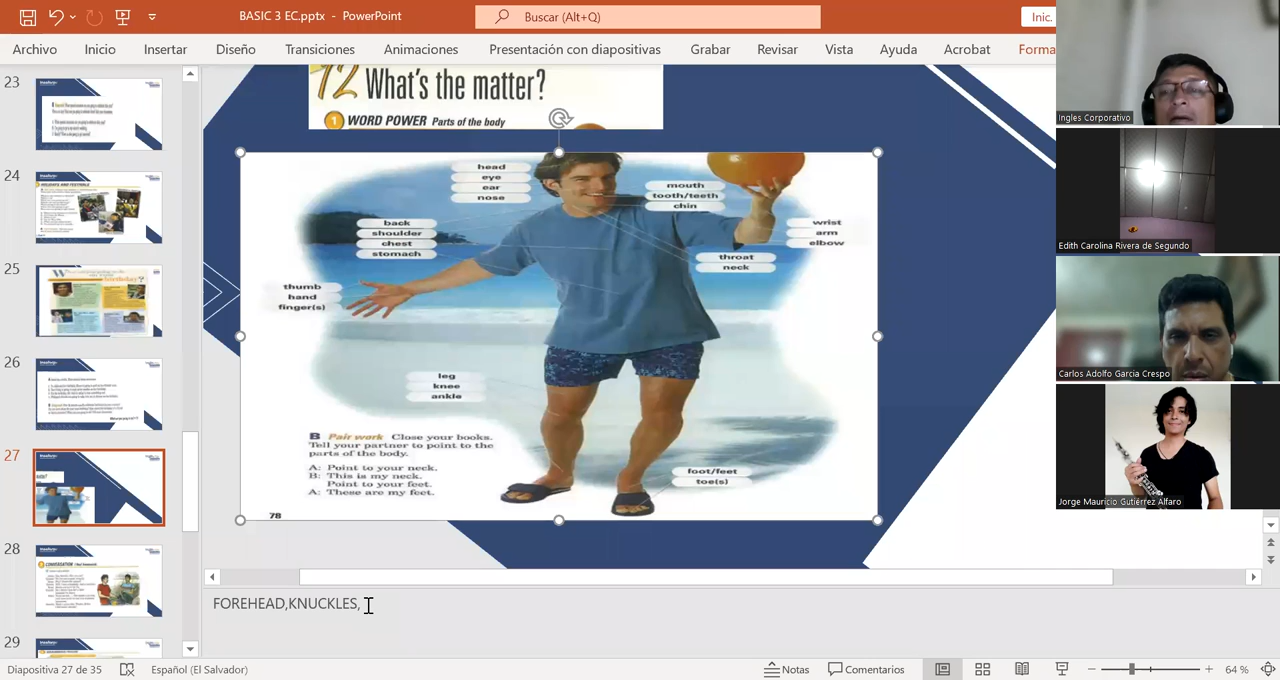 BASIC 3 EC.pptx - PowerPoint
Buscar (Alt+Q)
Inic.
Archivo Inicio Insertar Diseño Transiciones Animaciones Presentación con diapositivas Grabar Revisar Vista Ayuda Acrobat Forma
23
24
25
26
27
28
29
12 What's the matter?
1 WORD POWER Parts of the body
head
eye
ear
nose
mouth
tooth/teeth
chin
back
shoulder
chest
stomach
wrist
arm
elbow
throat
neck
thumb
hand
finger(s)
leg
knee
ankle
B Pair work Close your books.
Tell your partner to point to the
parts of the body.
A: Point to your neck.
B: This is my neck.
Point to your feet.
A: These are my feet.
foot/feet
toe(s)
78
Ingles Corporativo
Edith Carolina Rivera de Segundo
Carlos Adolfo Garcia Crespo
Jorge Mauricio Gutiérrez Alfaro
FOREHEAD,KNUCKLES,
Diapositiva 27 de 35 Español (El Salvador) Notas Comentarios 64 %